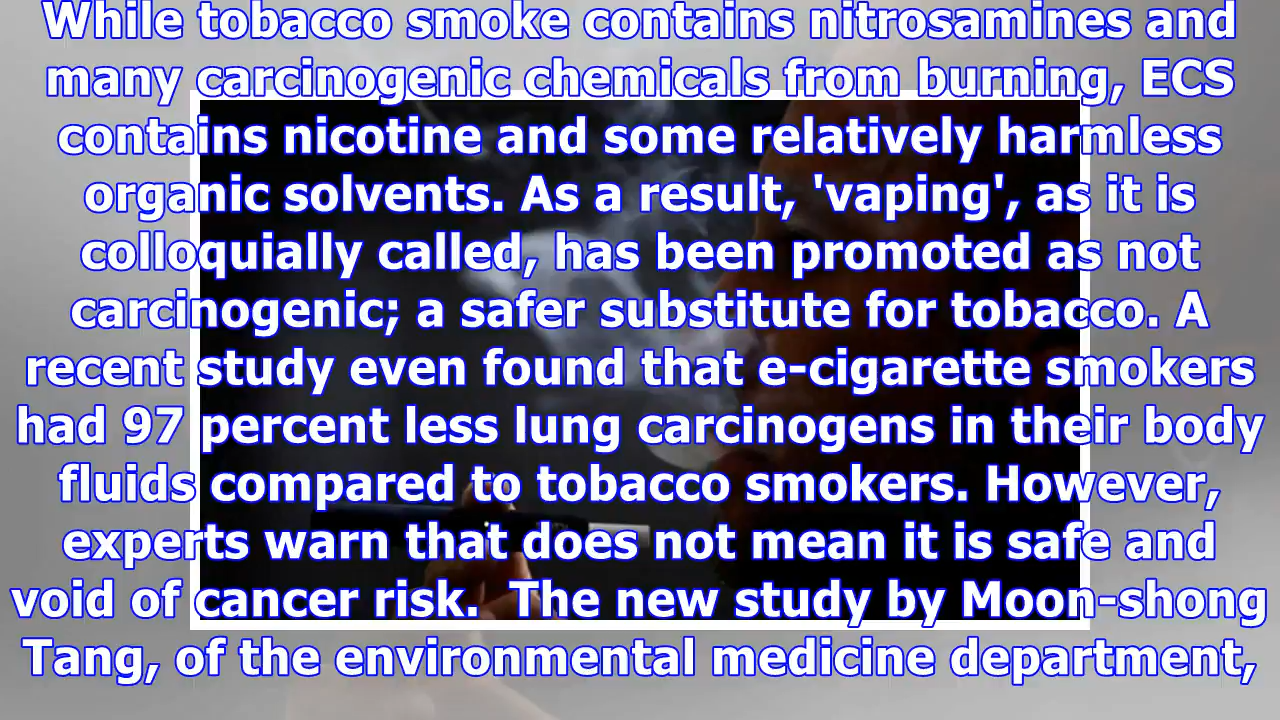 While tobacco smoke contains nitrosamines and
many carcinogenic chemicals from burning, ECS
contains nicotine and some relatively harmless
organic solvents. As a result, 'vaping', as it is
colloquially called, has been promoted as not
carcinogenic; a safer substitute for tobacco. A
recent study even found that e-cigarette smokers
had 97 percent less lung carcinogens in their body
fluids compared to tobacco smokers. However,
experts warn that does not mean it is safe and
void of cancer risk.  The new study by Moon-shong
Tang, of the environmental medicine department,